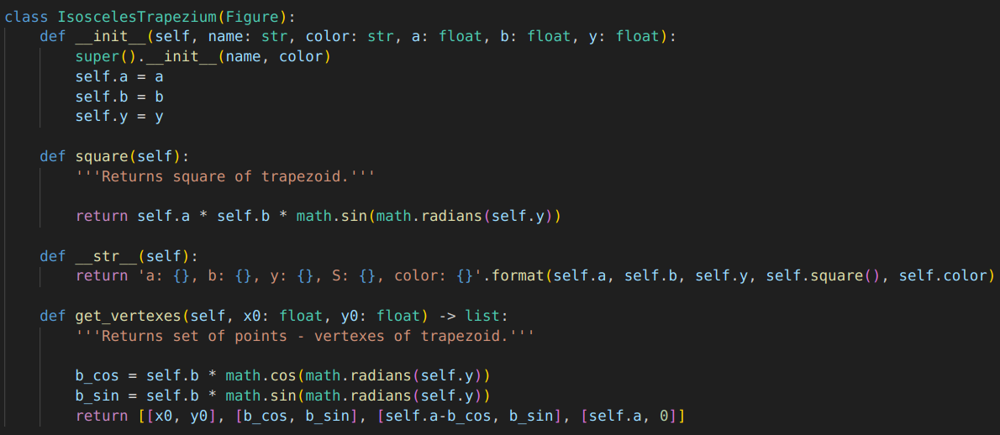 class IsoscelesTrapezium(Figure):
    def __init__(self, name: str, color: str, a: float, b: float, y: float):
        super().__init__(name, color)
        self.a = a
        self.b = b
        self.y = y

    def square(self):
        '''Returns square of trapezoid.'''

        return self.a * self.b * math.sin(math.radians(self.y))

    def __str__(self):
        return 'a: {}, b: {}, y: {}, S: {}, color: {}'.format(self.a, self.b, self.y, self.square(), self.color)

    def get_vertexes(self, x0: float, y0: float) -> list:
        '''Returns set of points - vertexes of trapezoid.'''

        b_cos = self.b * math.cos(math.radians(self.y))
        b_sin = self.b * math.sin(math.radians(self.y))
        return [[x0, y0], [b_cos, b_sin], [self.a-b_cos, b_sin], [self.a, 0]]